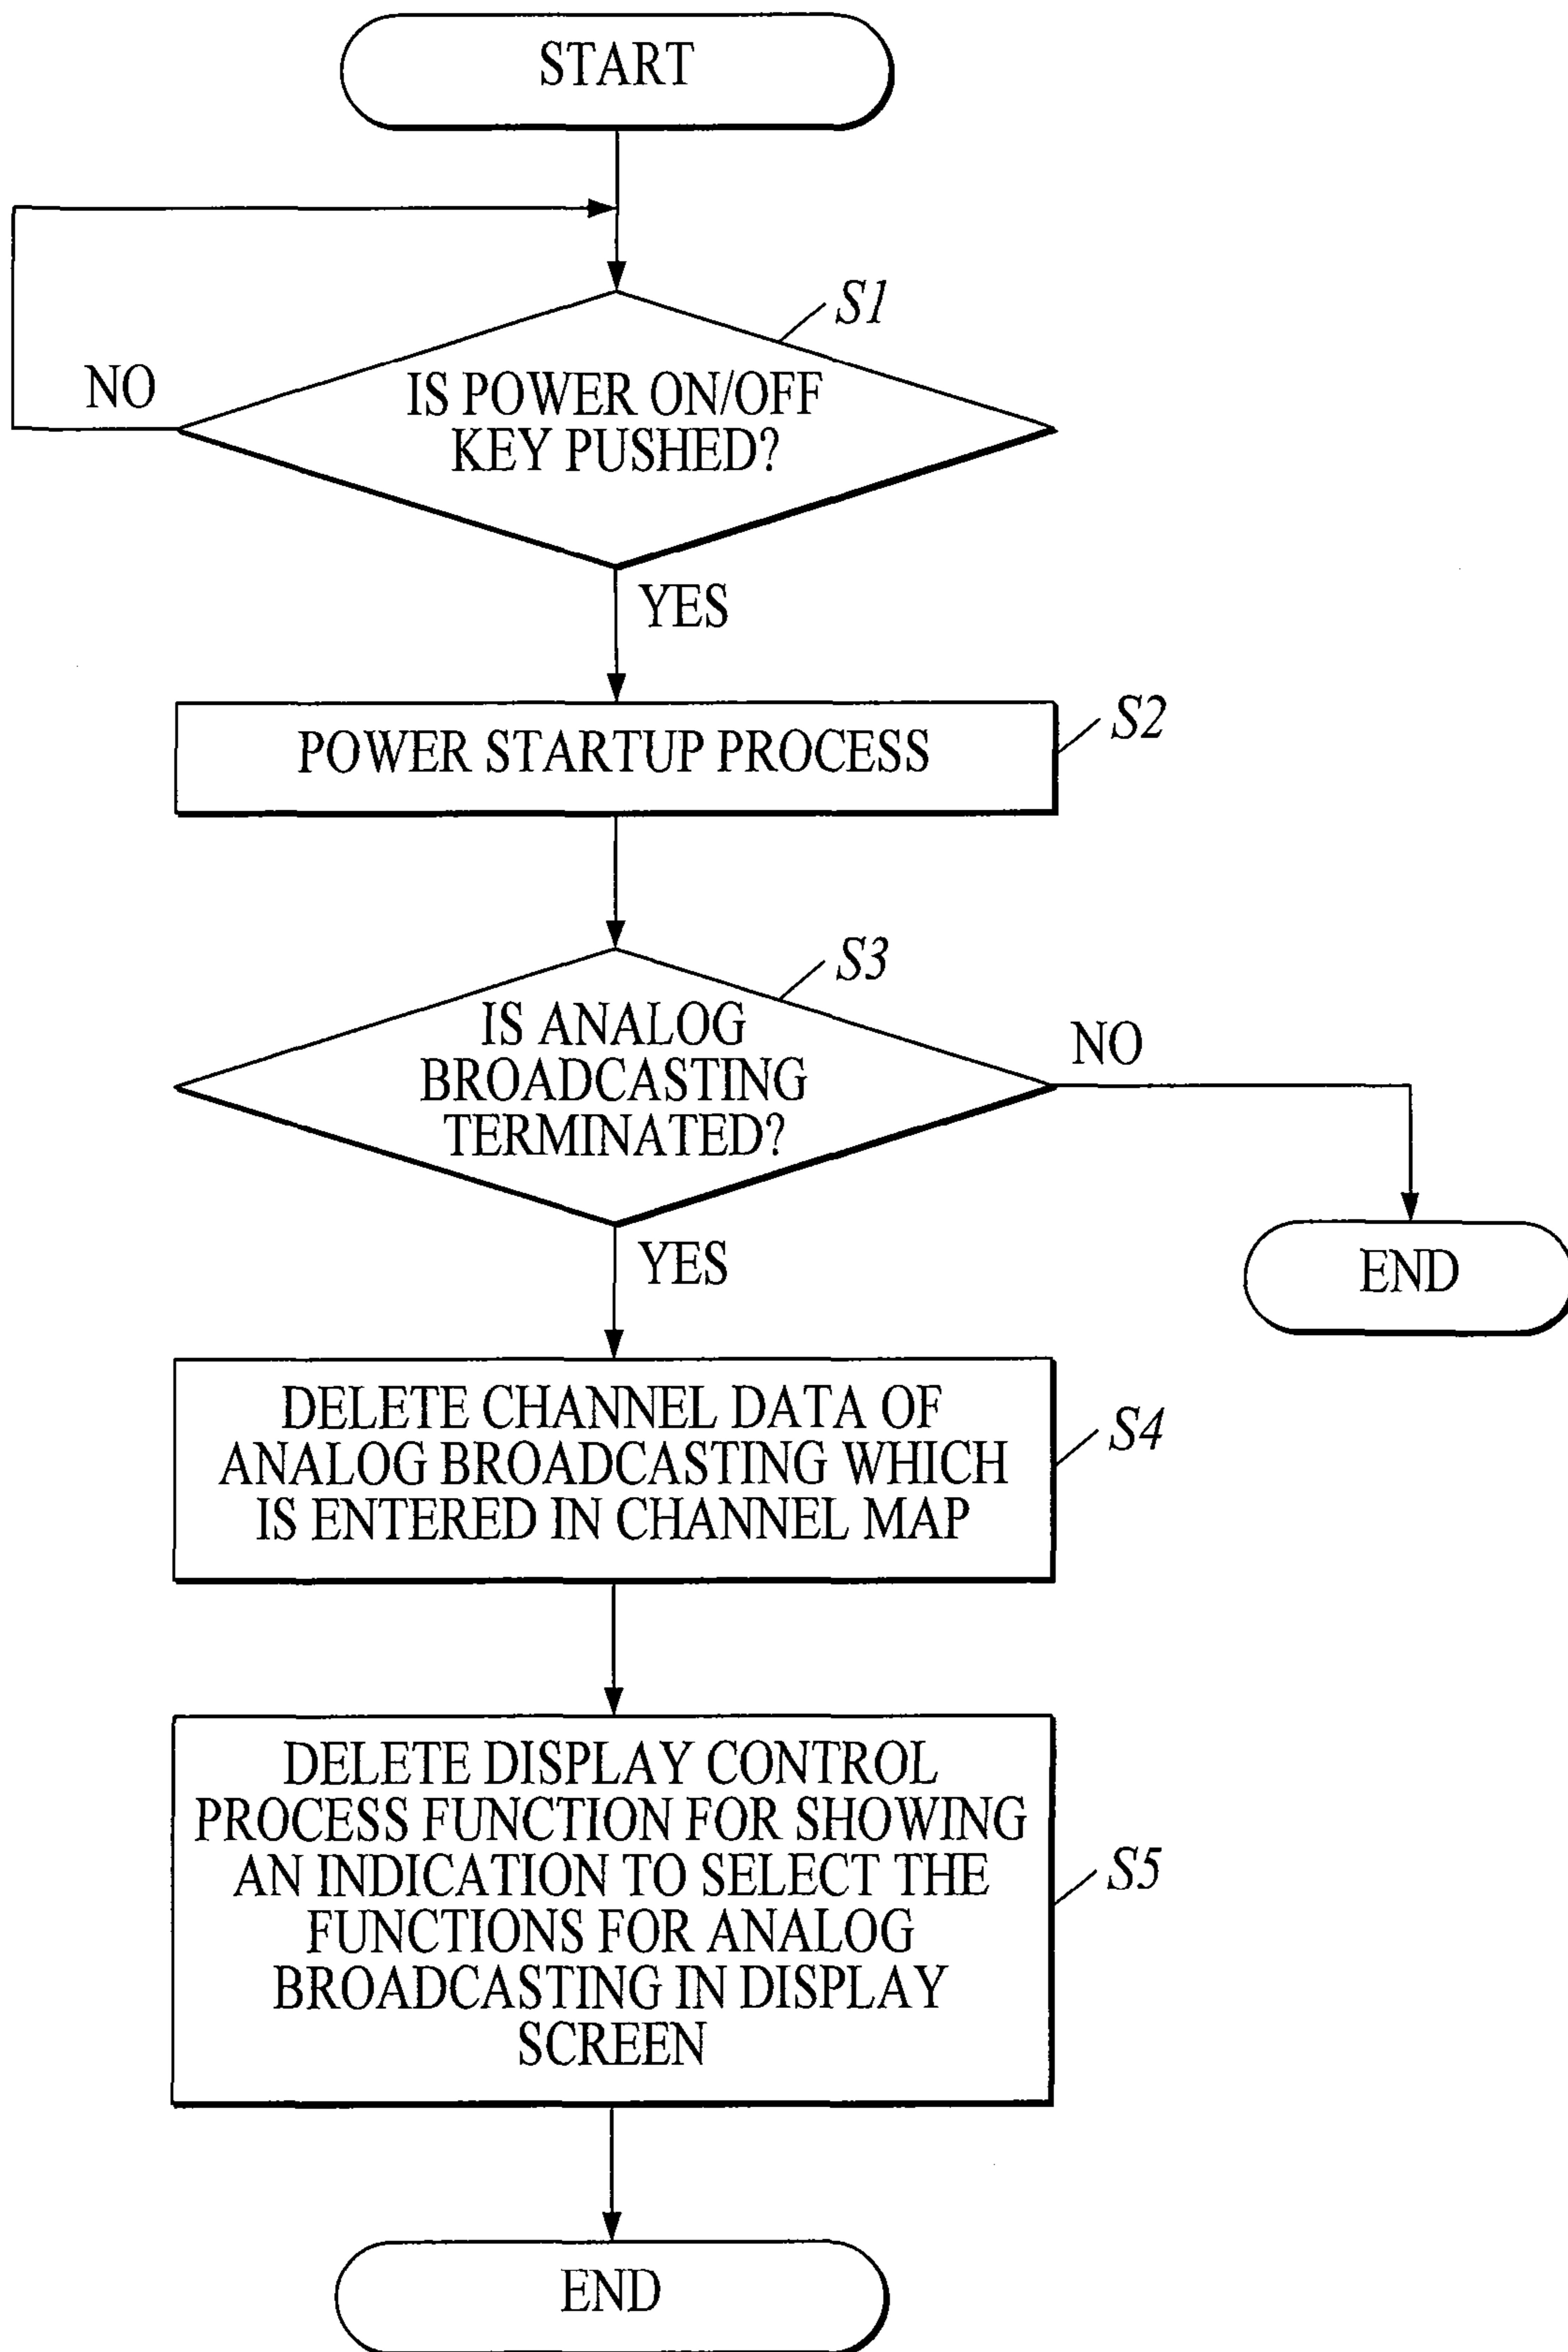 START
S1
NO
IS POWER ON/OFF
KEY PUSHED?
YES
S2
POWER STARTUP PROCESS
S3
IS ANALOG
BROADCASTING
TERMINATED?
NO
YES
END
DELETE CHANNEL DATA OF
ANALOG BROADCASTING WHICH
IS ENTERED IN CHANNEL MAP
S4
DELETE DISPLAY CONTROL
PROCESS FUNCTION FOR SHOWING
AN INDICATION TO SELECT THE
FUNCTIONS FOR ANALOG
BROADCASTING IN DISPLAY
SCREEN
S5
END